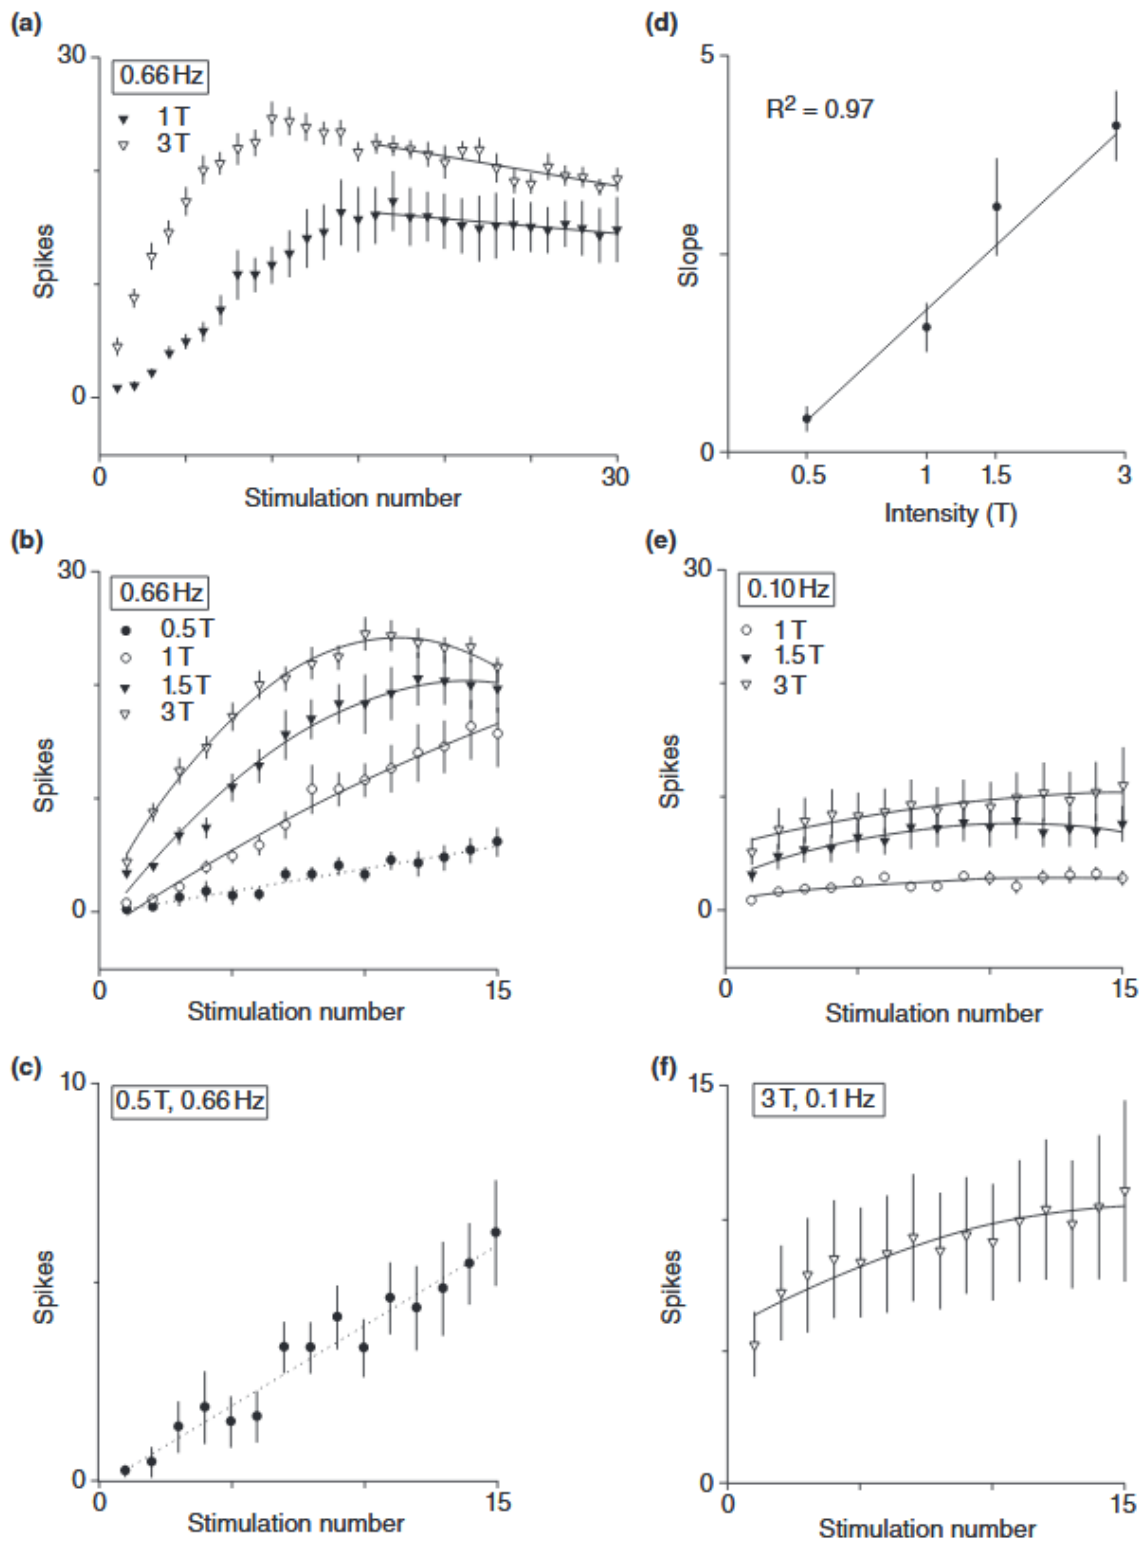 (a)
30
0.66 Hz
1 T
3 T
Spikes
0
0
30
Stimulation number
(b)
30
0.66 Hz
0.5 T
1 T
1.5 T
3 T
Spikes
0
0
15
Stimulation number
(c)
10
0.5 T, 0.66 Hz
Spikes
0
0
15
Stimulation number
(d)
5
R² = 0.97
Slope
0
0.5
1
1.5
3
Intensity (T)
(e)
30
0.10 Hz
1 T
1.5 T
3 T
Spikes
0
0
15
Stimulation number
(f)
15
3 T, 0.1 Hz
Spikes
0
0
15
Stimulation number